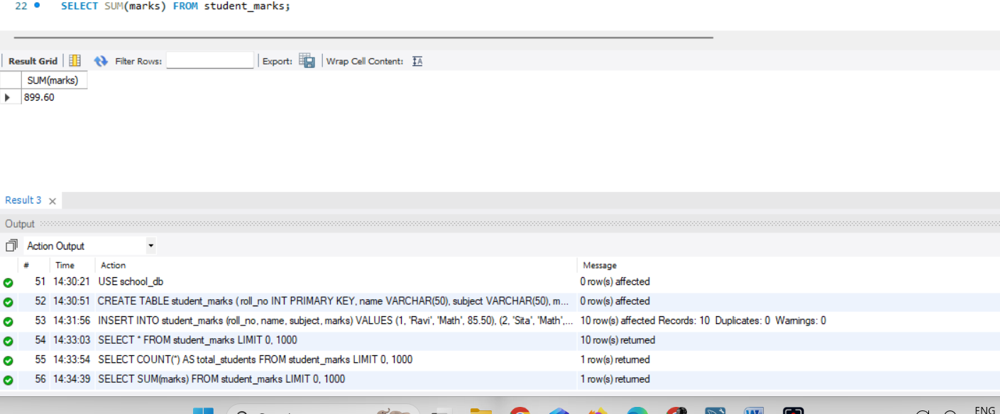 22 SELECT SUM(marks) FROM student_marks;
Result Grid Filter Rows: Export: Wrap Cell Content: IA
SUM(marks)
899.60
Result 3 ×
Output
Action Output
# Time Action Message
51 14:30:21 USE school_db 0 row(s) affected
52 14:30:51 CREATE TABLE student_marks ( roll_no INT PRIMARY KEY, name VARCHAR(50), subject VARCHAR(50), m... 0 row(s) affected
53 14:31:56 INSERT INTO student_marks (roll_no, name, subject, marks) VALUES (1, 'Ravi', 'Math', 85.50), (2, 'Sita', 'Math',... 10 row(s) affected Records: 10 Duplicates: 0 Warnings: 0
54 14:33:03 SELECT * FROM student_marks LIMIT 0, 1000 10 row(s) returned
55 14:33:54 SELECT COUNT(*) AS total_students FROM student_marks LIMIT 0, 1000 1 row(s) returned
56 14:34:39 SELECT SUM(marks) FROM student_marks LIMIT 0, 1000 1 row(s) returned
ENG